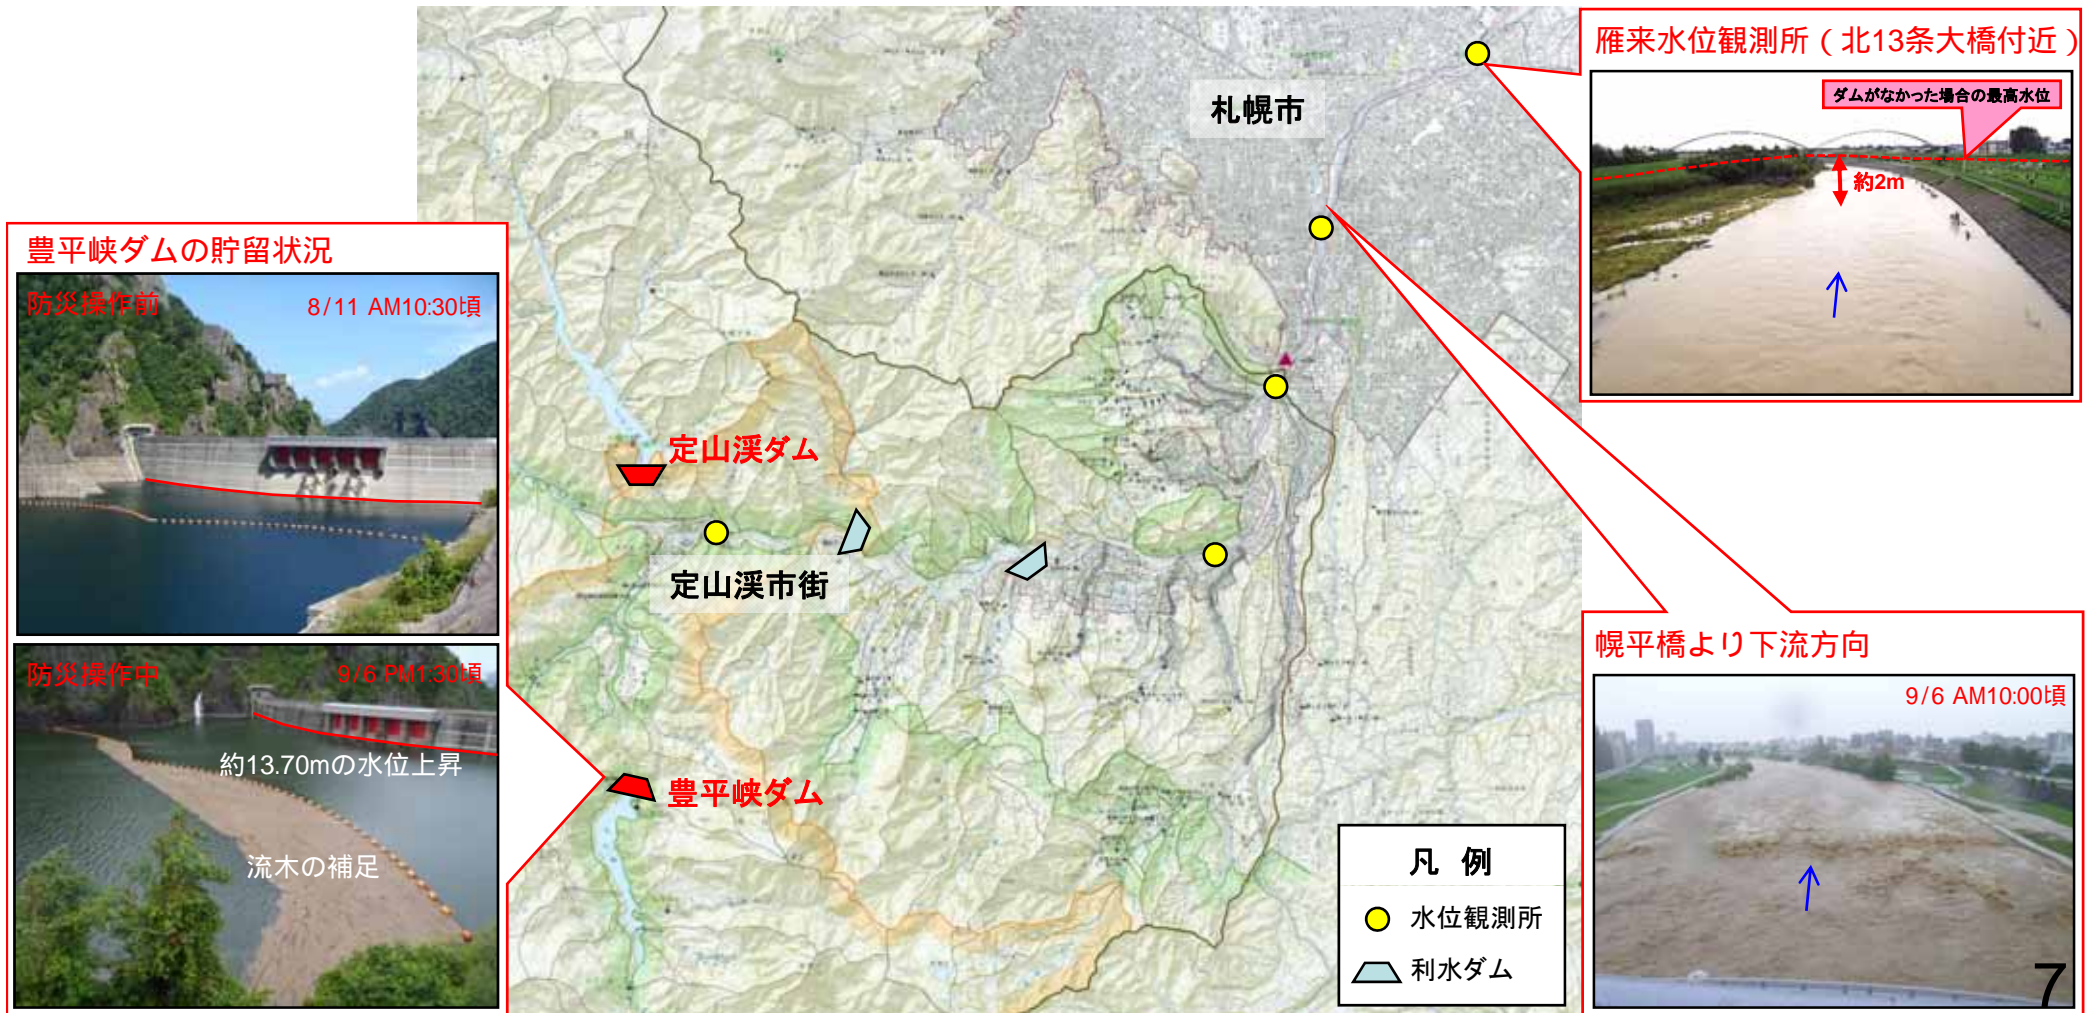 豊平峡ダムの貯留状況
防災操作前
8/11 AM10:30頃
防災操作中
9/6 PM1:30頃
約13.70mの水位上昇
流木の補足
札幌市
定山渓ダム
定山渓市街
豊平峡ダム
凡 例
水位観測所
利水ダム
雁来水位観測所（北13条大橋付近）
ダムがなかった場合の最高水位
約2m
幌平橋より下流方向
9/6 AM10:00頃
7